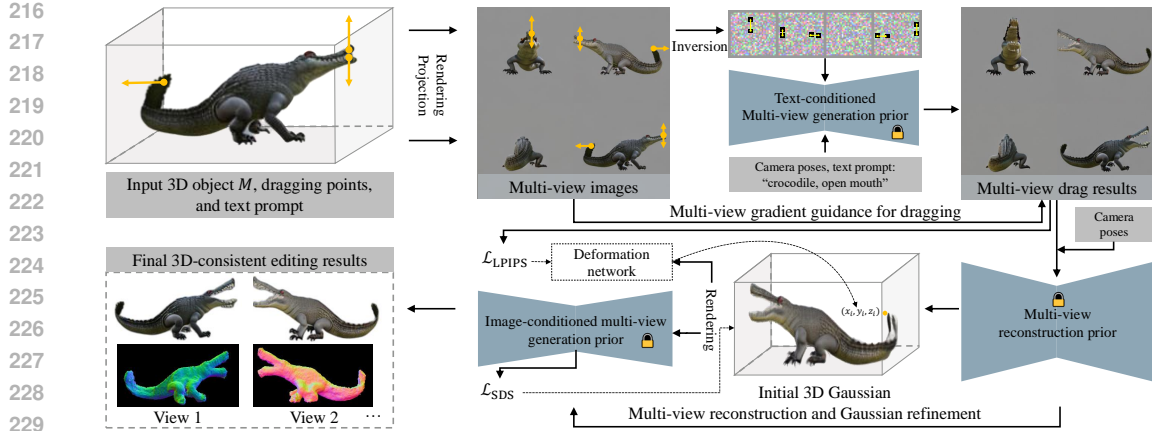 216
217
218
219
220
221
222
223
224
225
226
227
228
229
Input 3D object M, dragging points,
and text prompt
Rendering
Projection
Multi-view images
Inversion
Text-conditioned
Multi-view generation prior
Camera poses, text prompt:
“crocodile, open mouth”
Multi-view drag results
Multi-view gradient guidance for dragging
Camera
poses
ℒLPIPS
Deformation
network
Rendering
Image-conditioned multi-view
generation prior
ℒSDS
(xᵢ, yᵢ, zᵢ)
Initial 3D Gaussian
Multi-view
reconstruction prior
Multi-view reconstruction and Gaussian refinement
Final 3D-consistent editing results
View 1
View 2
...